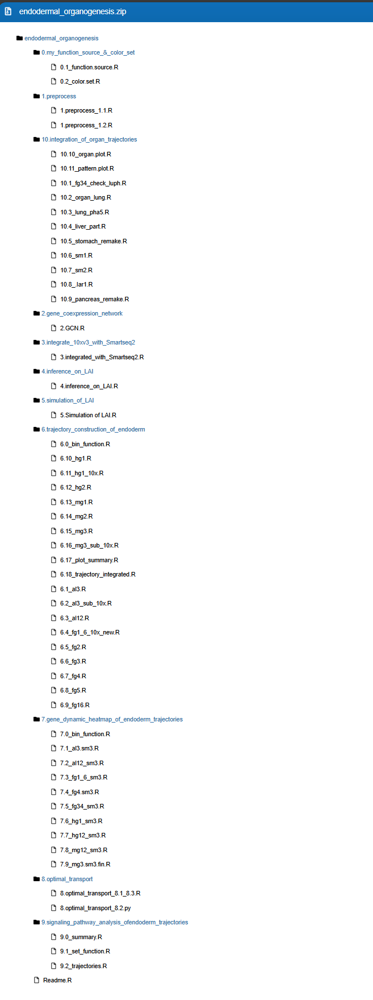 endodermal_organogenesis.zip
endodermal_organogenesis
0.my_function_source_&_color_set
0.1_function.source.R
0.2_color.set.R
1.preprocess
1.preprocess_1.1.R
1.preprocess_1.2.R
10.integration_of_organ_trajectories
10.10_organ.plot.R
10.11_pattern.plot.R
10.1_fg34_check_luph.R
10.2_organ_lung.R
10.3_lung_pha5.R
10.4_liver_part.R
10.5_stomach_remake.R
10.6_sm1.R
10.7_sm2.R
10.8_.lar1.R
10.9_pancreas_remake.R
2.gene_coexpression_network
2.GCN.R
3.integrate_10xv3_with_Smartseq2
3.integrated_with_Smartseq2.R
4.inference_on_LAI
4.inference_on_LAI.R
5.simulation_of_LAI
5.Simulation of LAI.R
6.trajectory_construction_of_endoderm
6.0_bin_function.R
6.10_hg1.R
6.11_hg1_10x.R
6.12_hg2.R
6.13_mg1.R
6.14_mg2.R
6.15_mg3.R
6.16_mg3_sub_10x.R
6.17_plot_summary.R
6.18_trajectory_integrated.R
6.1_al3.R
6.2_al3_sub_10x.R
6.3_al12.R
6.4_fg1_6_10x_new.R
6.5_fg2.R
6.6_fg3.R
6.7_fg4.R
6.8_fg5.R
6.9_fg16.R
7.gene_dynamic_heatmap_of_endoderm_trajectories
7.0_bin_function.R
7.1_al3.sm3.R
7.2_al12_sm3.R
7.3_fg1_6_sm3.R
7.4_fg4.sm3.R
7.5_fg34_sm3.R
7.6_hg1_sm3.R
7.7_hg12_sm3.R
7.8_mg12_sm3.R
7.9_mg3.sm3.fin.R
8.optimal_transport
8.optimal_transport_8.1_8.3.R
8.optimal_transport_8.2.py
9.signaling_pathway_analysis_ofendoderm_trajectories
9.0_summary.R
9.1_set_function.R
9.2_trajectories.R
Readme.R